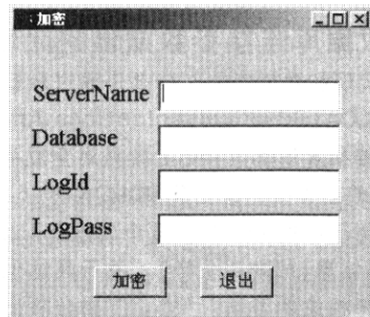 加密
ServerName
Database
LogId
LogPass
加密 退出